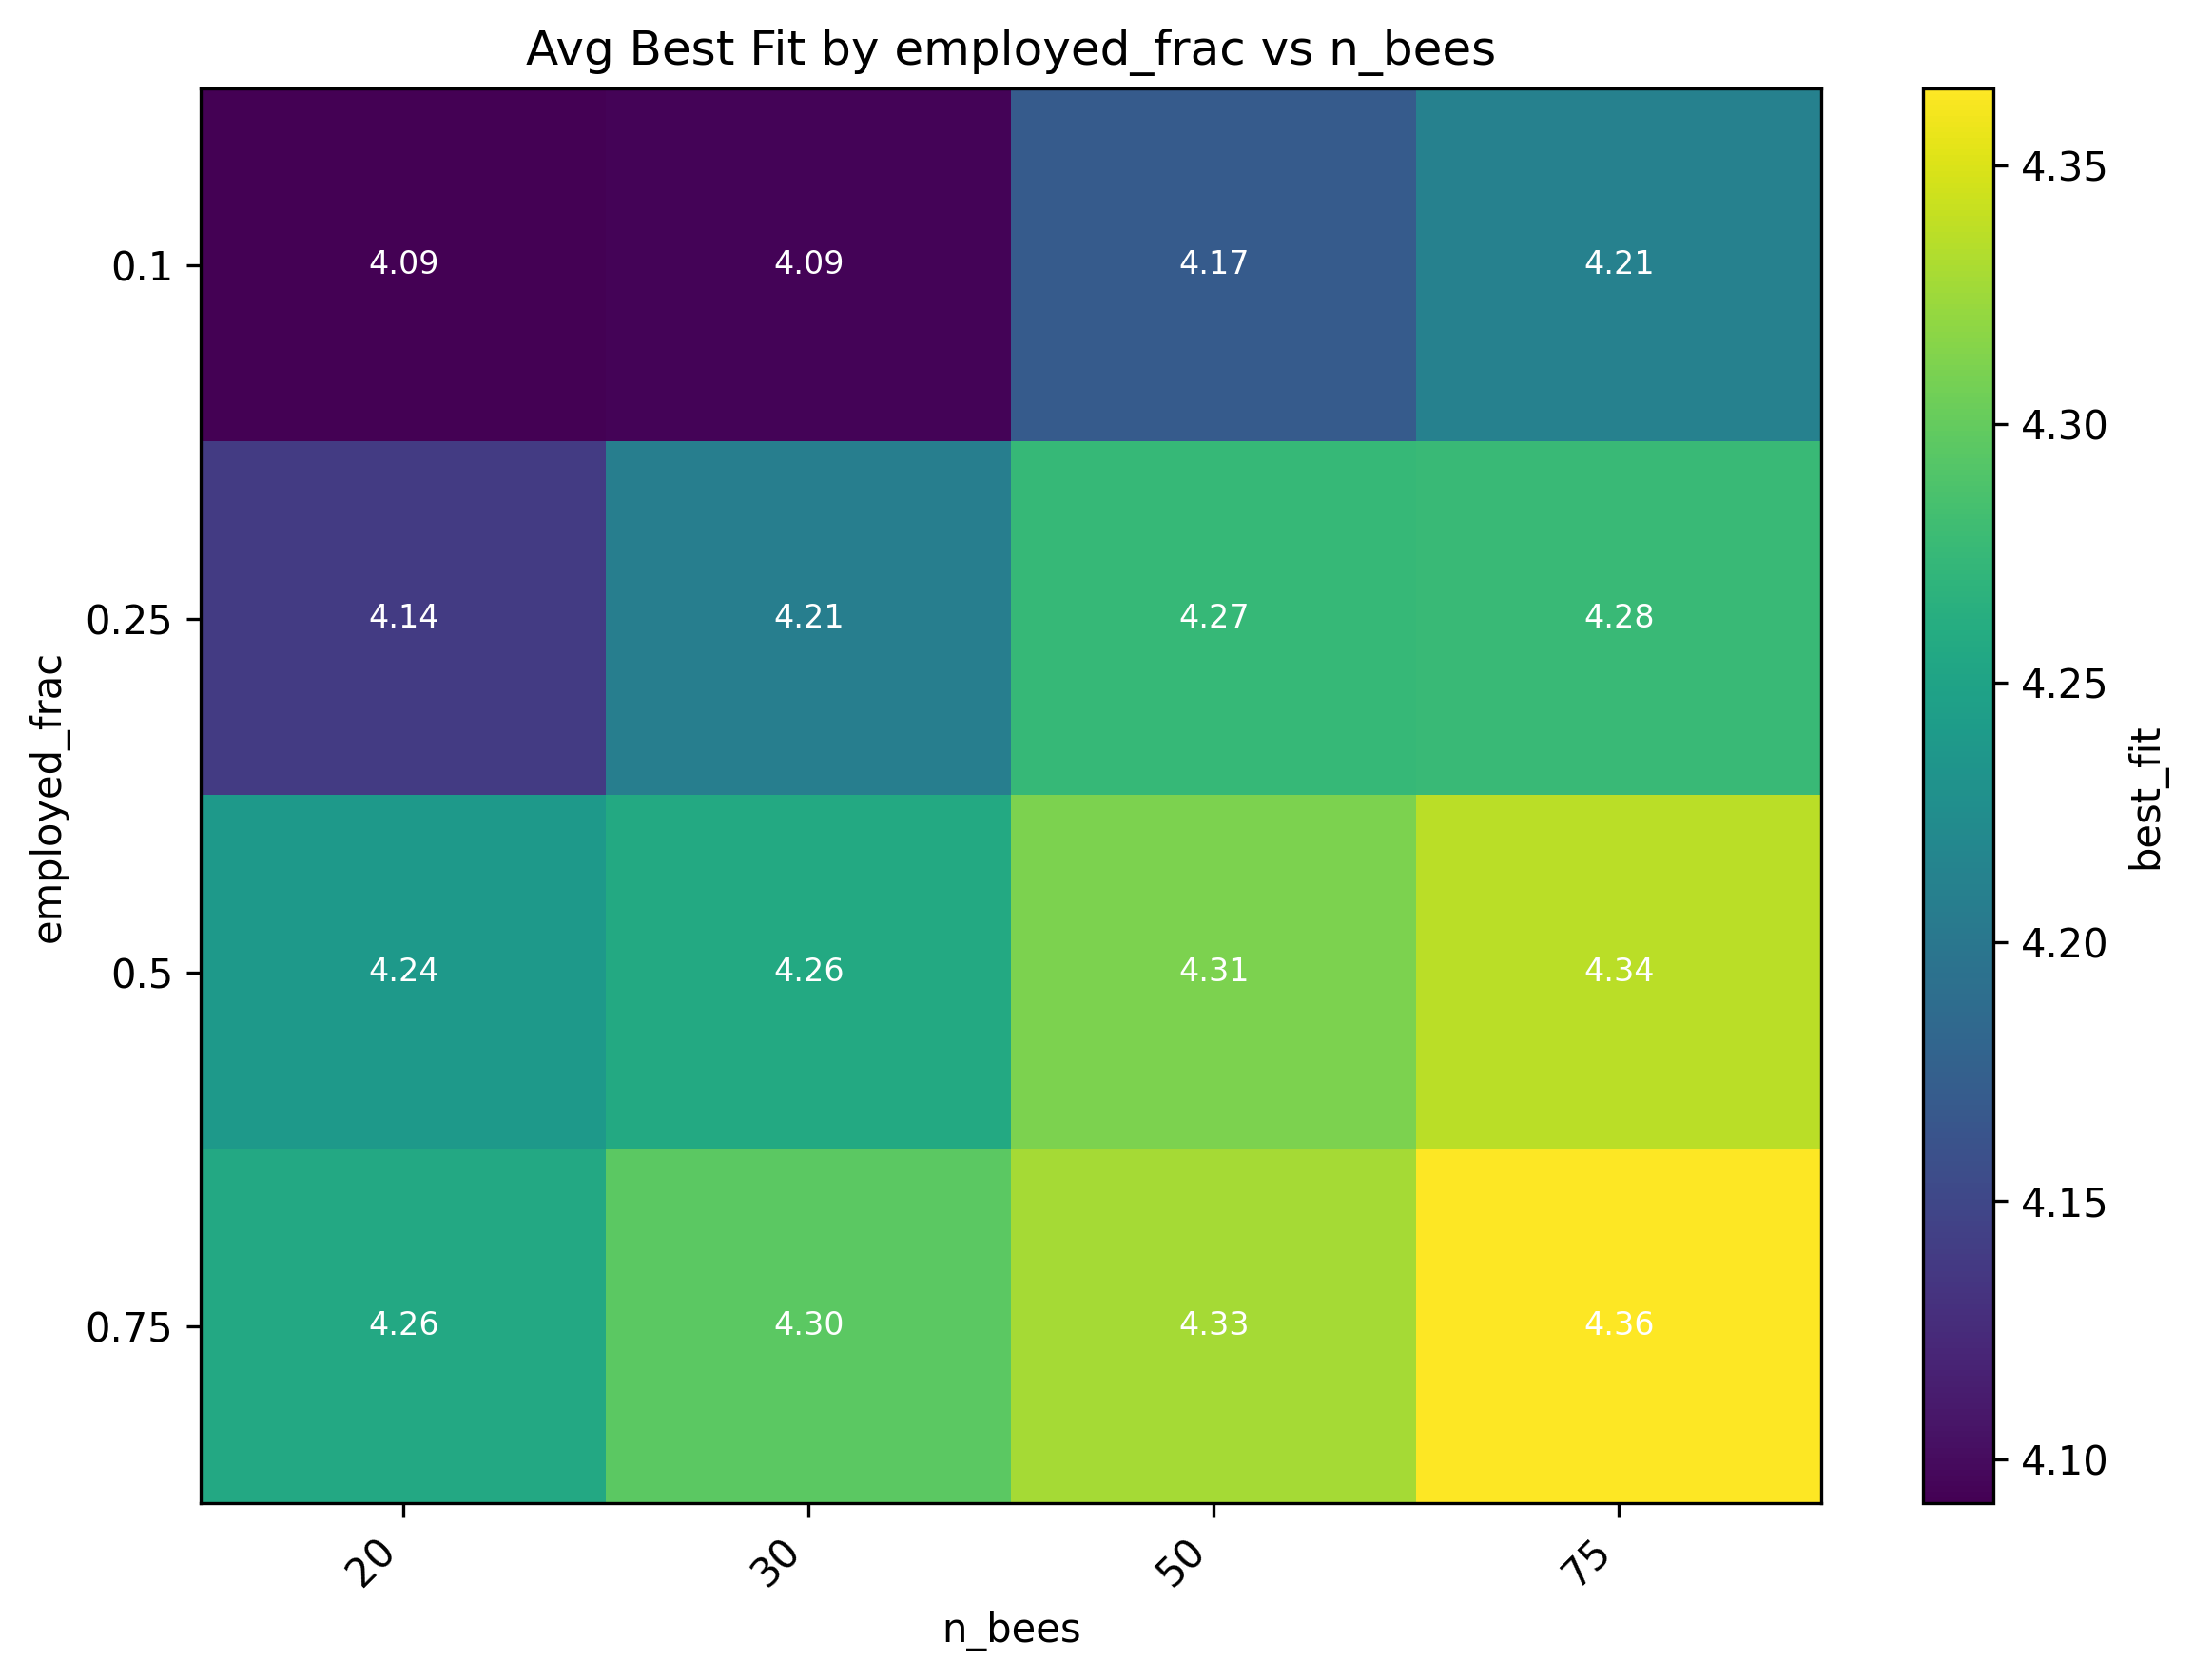 Avg Best Fit by employed_frac vs n_bees
0.1
4.09 4.09 4.17 4.21
0.25
4.14 4.21 4.27 4.28
0.5
4.24 4.26 4.31 4.34
0.75
4.26 4.30 4.33 4.36
employed_frac
20 30 50 75
n_bees
4.35
4.30
4.25
4.20
4.15
4.10
best_fit